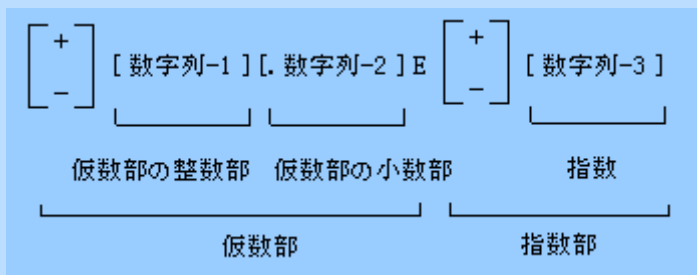 [+ −] [数字列-1][.数字列-2]E [+ −] [数字列-3]
仮数部の整数部 仮数部の小数部 指数
仮数部 指数部